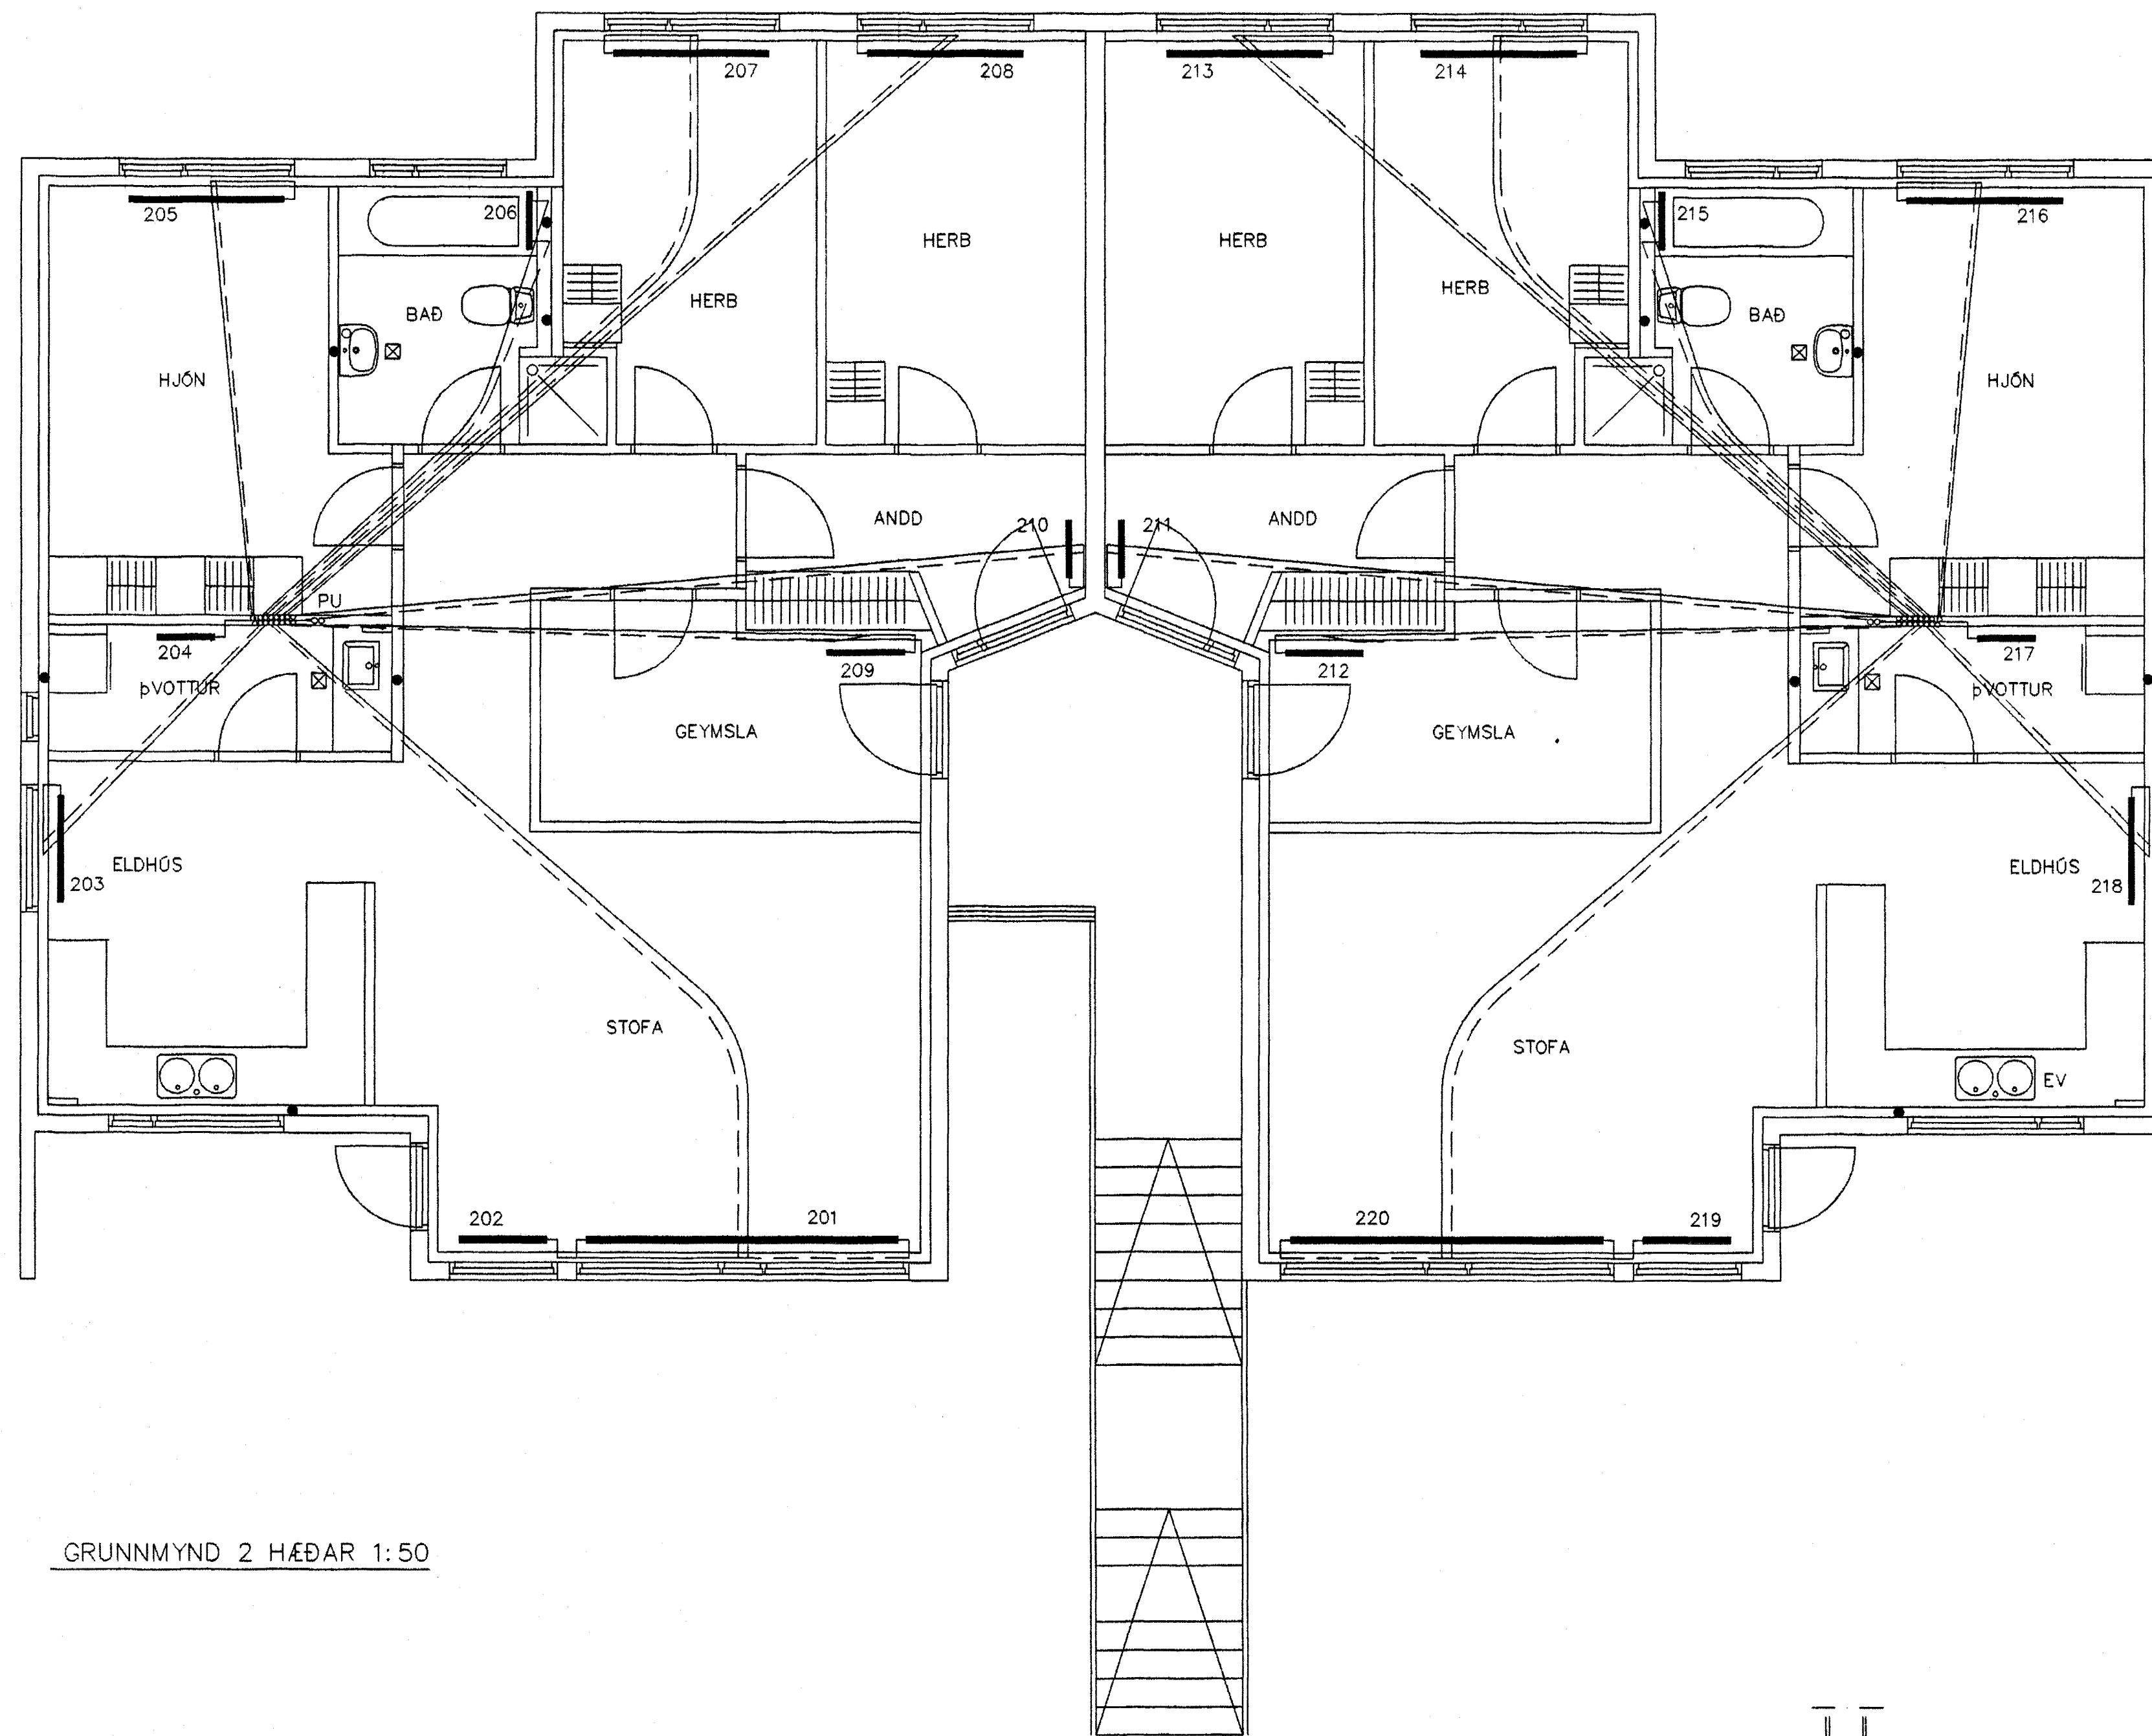 207
208
213
214
205
206
215
216
HERB
HERB
HERB
HERB
BAÐ
BAÐ
HJÓN
HJÓN
ANDD
210
211
ANDD
PU
204
209
212
217
ÞVOTTUR
ÞVOTTUR
GEYMSLA
GEYMSLA
ELDHÚS
203
ELDHÚS
218
STOFA
STOFA
EV
202
201
220
219
GRUNNMYND 2 HÆÐAR 1:50